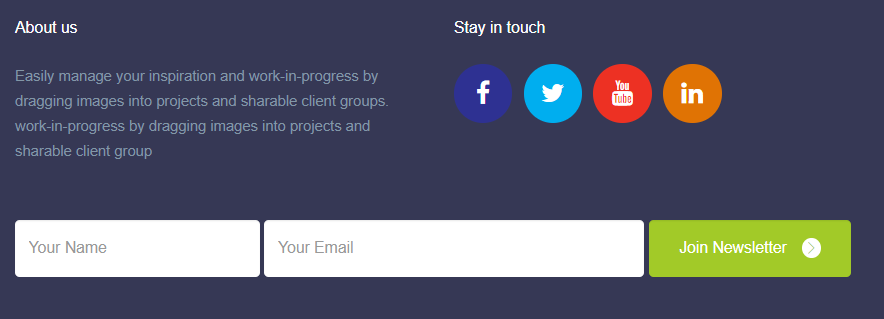 About us
Easily manage your inspiration and work-in-progress by
dragging images into projects and sharable client groups.
work-in-progress by dragging images into projects and
sharable client group
Stay in touch
f
You
Tube
in
Your Name
Your Email
Join Newsletter